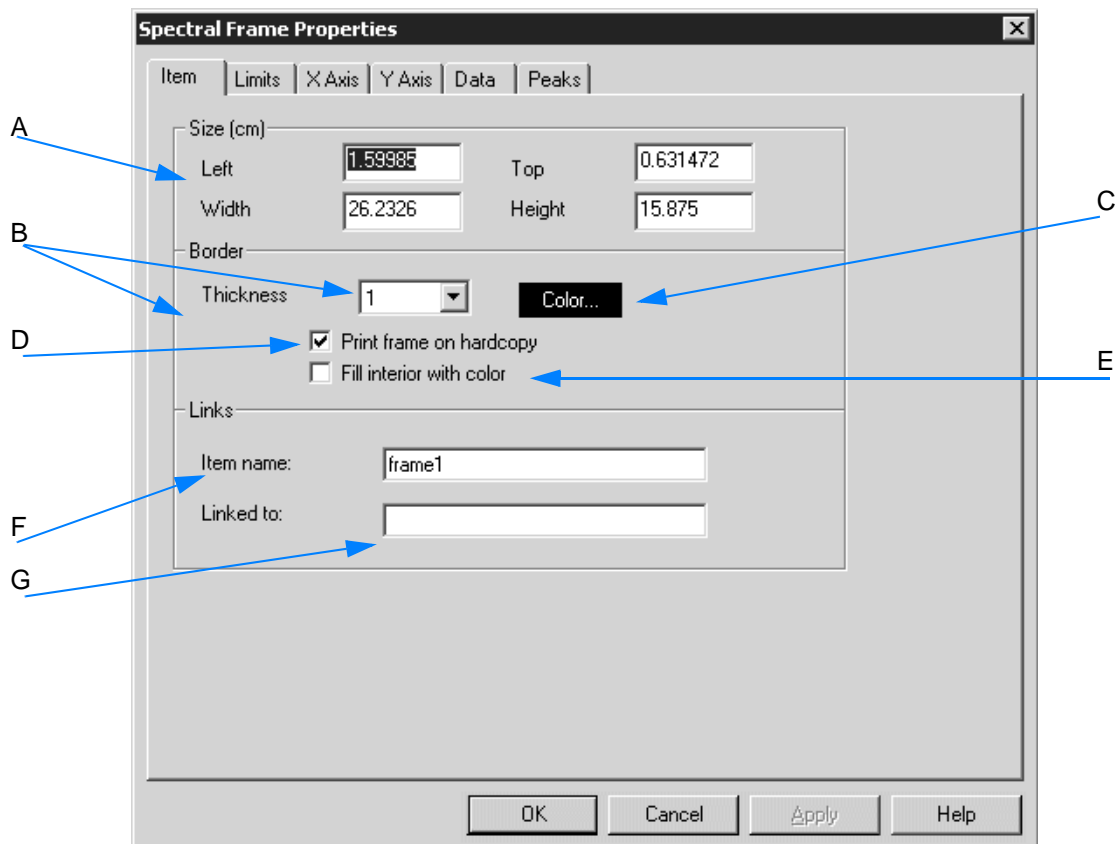 Spectral Frame Properties
Item Limits X Axis Y Axis Data Peaks
A
Size (cm)
Left 1.59985 Top 0.631472
Width 26.2326 Height 15.875
C
B
Border
Thickness 1 Color...
D
Print frame on hardcopy
Fill interior with color
E
Links
Item name: frame1
Linked to:
F
G
OK Cancel Apply Help